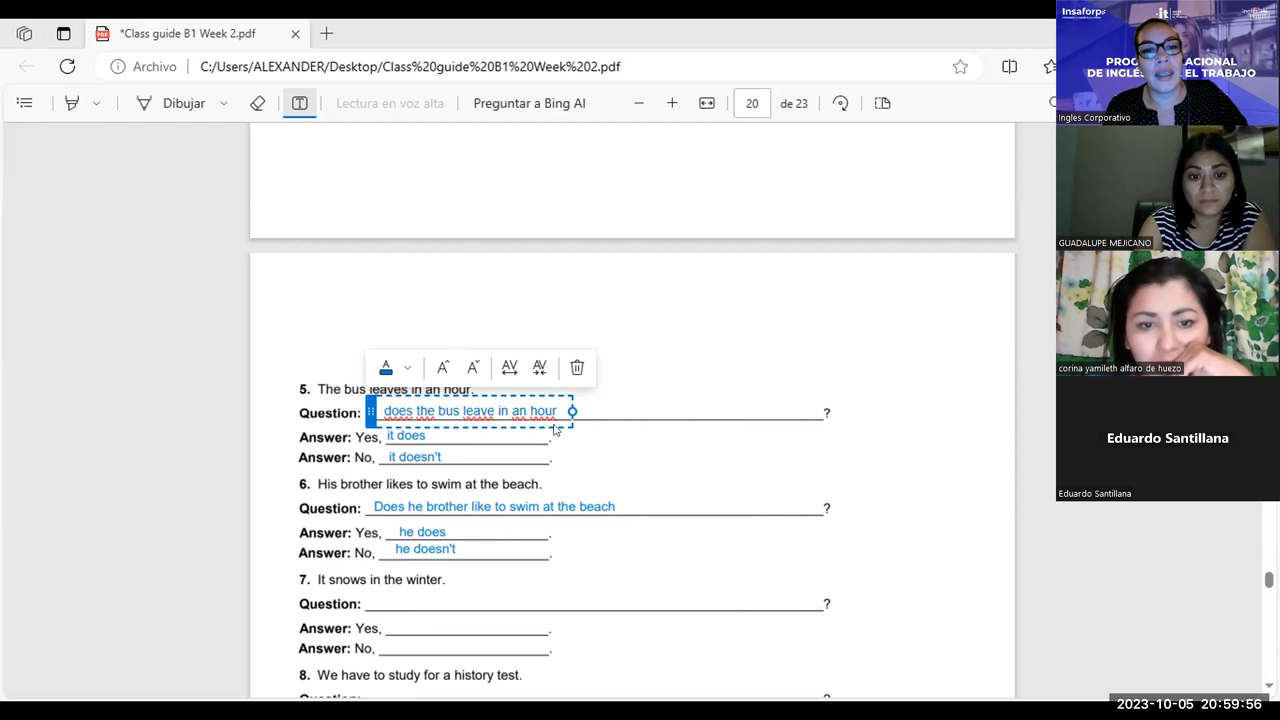 *Class guide B1 Week 2.pdf
Archivo
C:/Users/ALEXANDER/Desktop/Class%20guide%20B1%20Week%202.pdf
Dibujar
Lectura en voz alta
Preguntar a Bing AI
20
de 23
5. The bus leaves in an hour.
Question: does the bus leave in an hour ?
Answer: Yes, it does .
Answer: No, it doesn't .
6. His brother likes to swim at the beach.
Question: Does he brother like to swim at the beach ?
Answer: Yes, he does .
Answer: No, he doesn't .
7. It snows in the winter.
Question: ?
Answer: Yes, .
Answer: No, .
8. We have to study for a history test.
Insaforp
it
DE INGLÉS EL TRABAJO
Ingles Corporativo
GUADALUPE MEJICANO
corina yamileth alfaro de huezo
Eduardo Santillana
Eduardo Santillana
2023-10-05 20:59:56